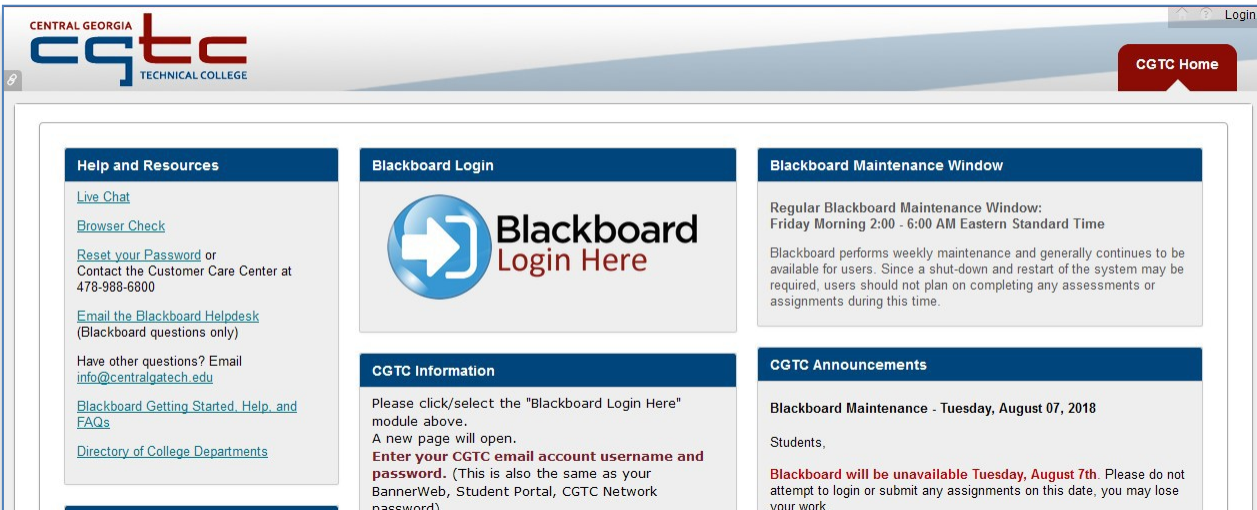 CENTRAL GEORGIA
cgtc
TECHNICAL COLLEGE
Login
CGTC Home
Help and Resources
Live Chat
Browser Check
Reset your Password or
Contact the Customer Care Center at
478-988-6800
Email the Blackboard Helpdesk
(Blackboard questions only)
Have other questions? Email
info@centralgatech.edu
Blackboard Getting Started, Help, and
FAQs
Directory of College Departments
Blackboard Login
Blackboard
Login Here
CGTC Information
Please click/select the "Blackboard Login Here"
module above.
A new page will open.
Enter your CGTC email account username and
password. (This is also the same as your
BannerWeb, Student Portal, CGTC Network
password)
Blackboard Maintenance Window
Regular Blackboard Maintenance Window:
Friday Morning 2:00 - 6:00 AM Eastern Standard Time
Blackboard performs weekly maintenance and generally continues to be
available for users. Since a shut-down and restart of the system may be
required, users should not plan on completing any assessments or
assignments during this time.
CGTC Announcements
Blackboard Maintenance - Tuesday, August 07, 2018
Students,
Blackboard will be unavailable Tuesday, August 7th. Please do not
attempt to login or submit any assignments on this date, you may lose
your work